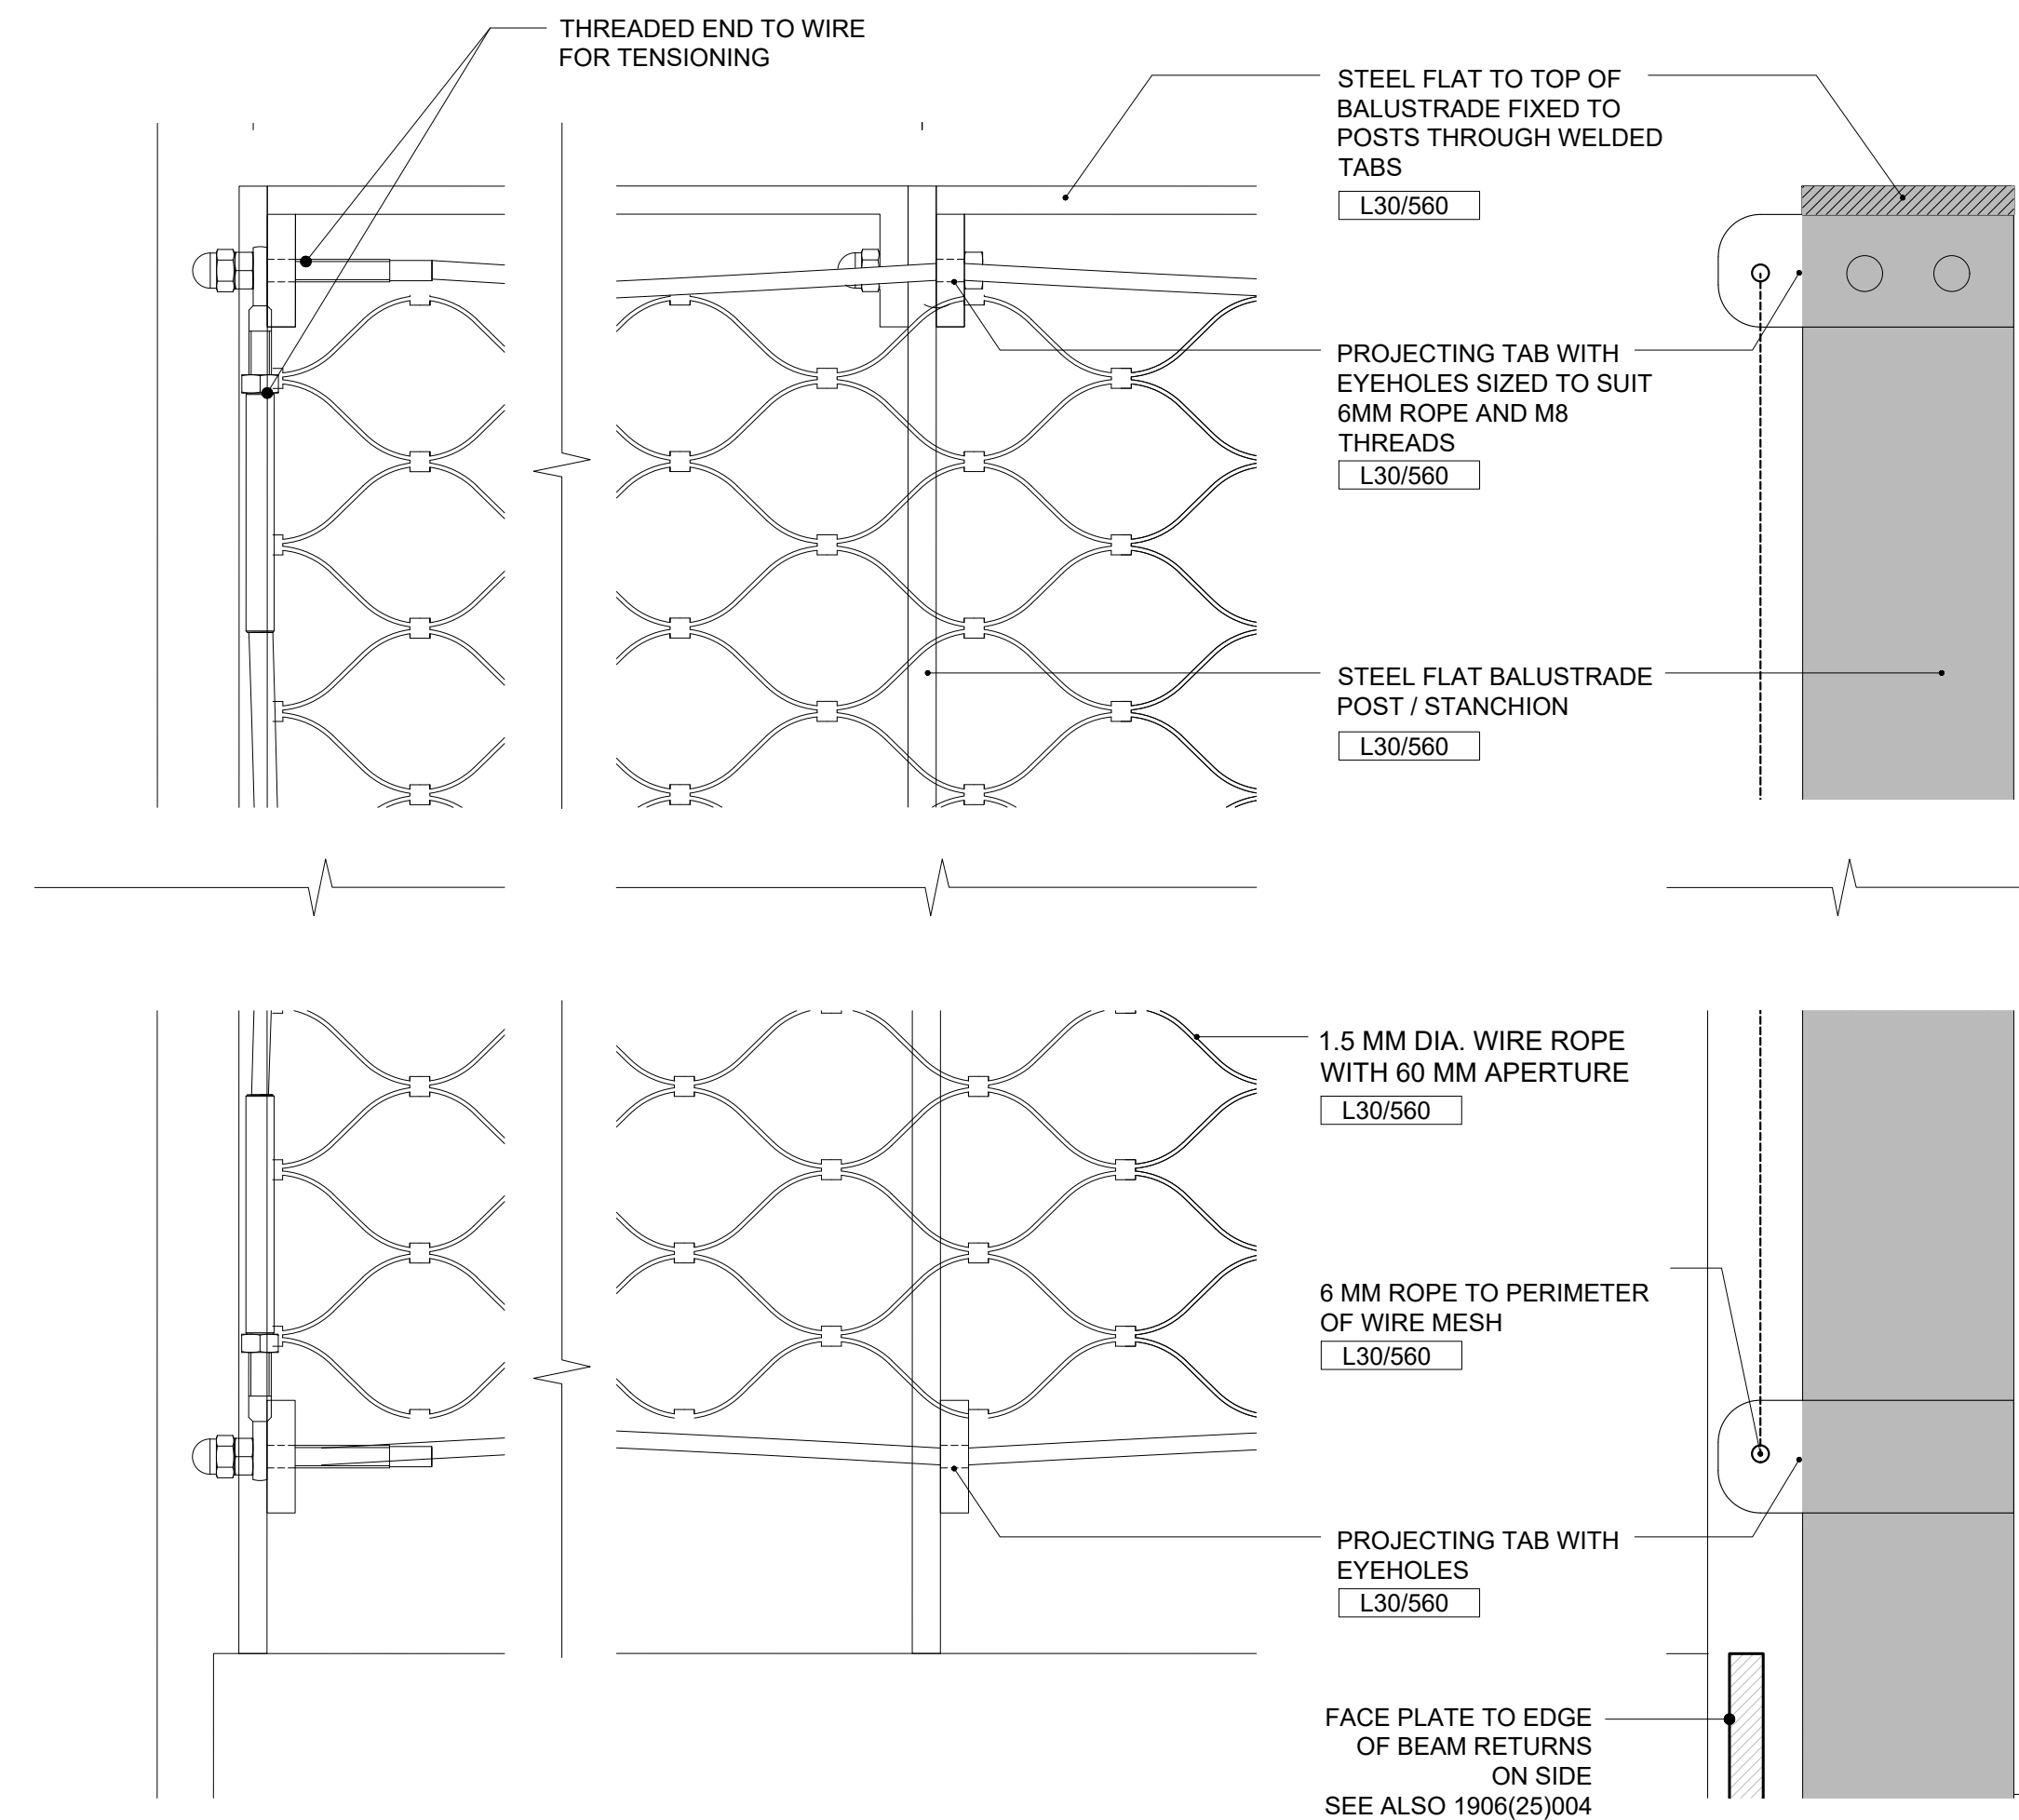 THREADED END TO WIRE
FOR TENSIONING
STEEL FLAT TO TOP OF
BALUSTRADE FIXED TO
POSTS THROUGH WELDED
TABS
L30/560
PROJECTING TAB WITH
EYEHOLES SIZED TO SUIT
6MM ROPE AND M8
THREADS
L30/560
STEEL FLAT BALUSTRADE
POST / STANCHION
L30/560
1.5 MM DIA. WIRE ROPE
WITH 60 MM APERTURE
L30/560
6 MM ROPE TO PERIMETER
OF WIRE MESH
L30/560
PROJECTING TAB WITH
EYEHOLES
L30/560
FACE PLATE TO EDGE
OF BEAM RETURNS
ON SIDE
SEE ALSO 1906(25)004